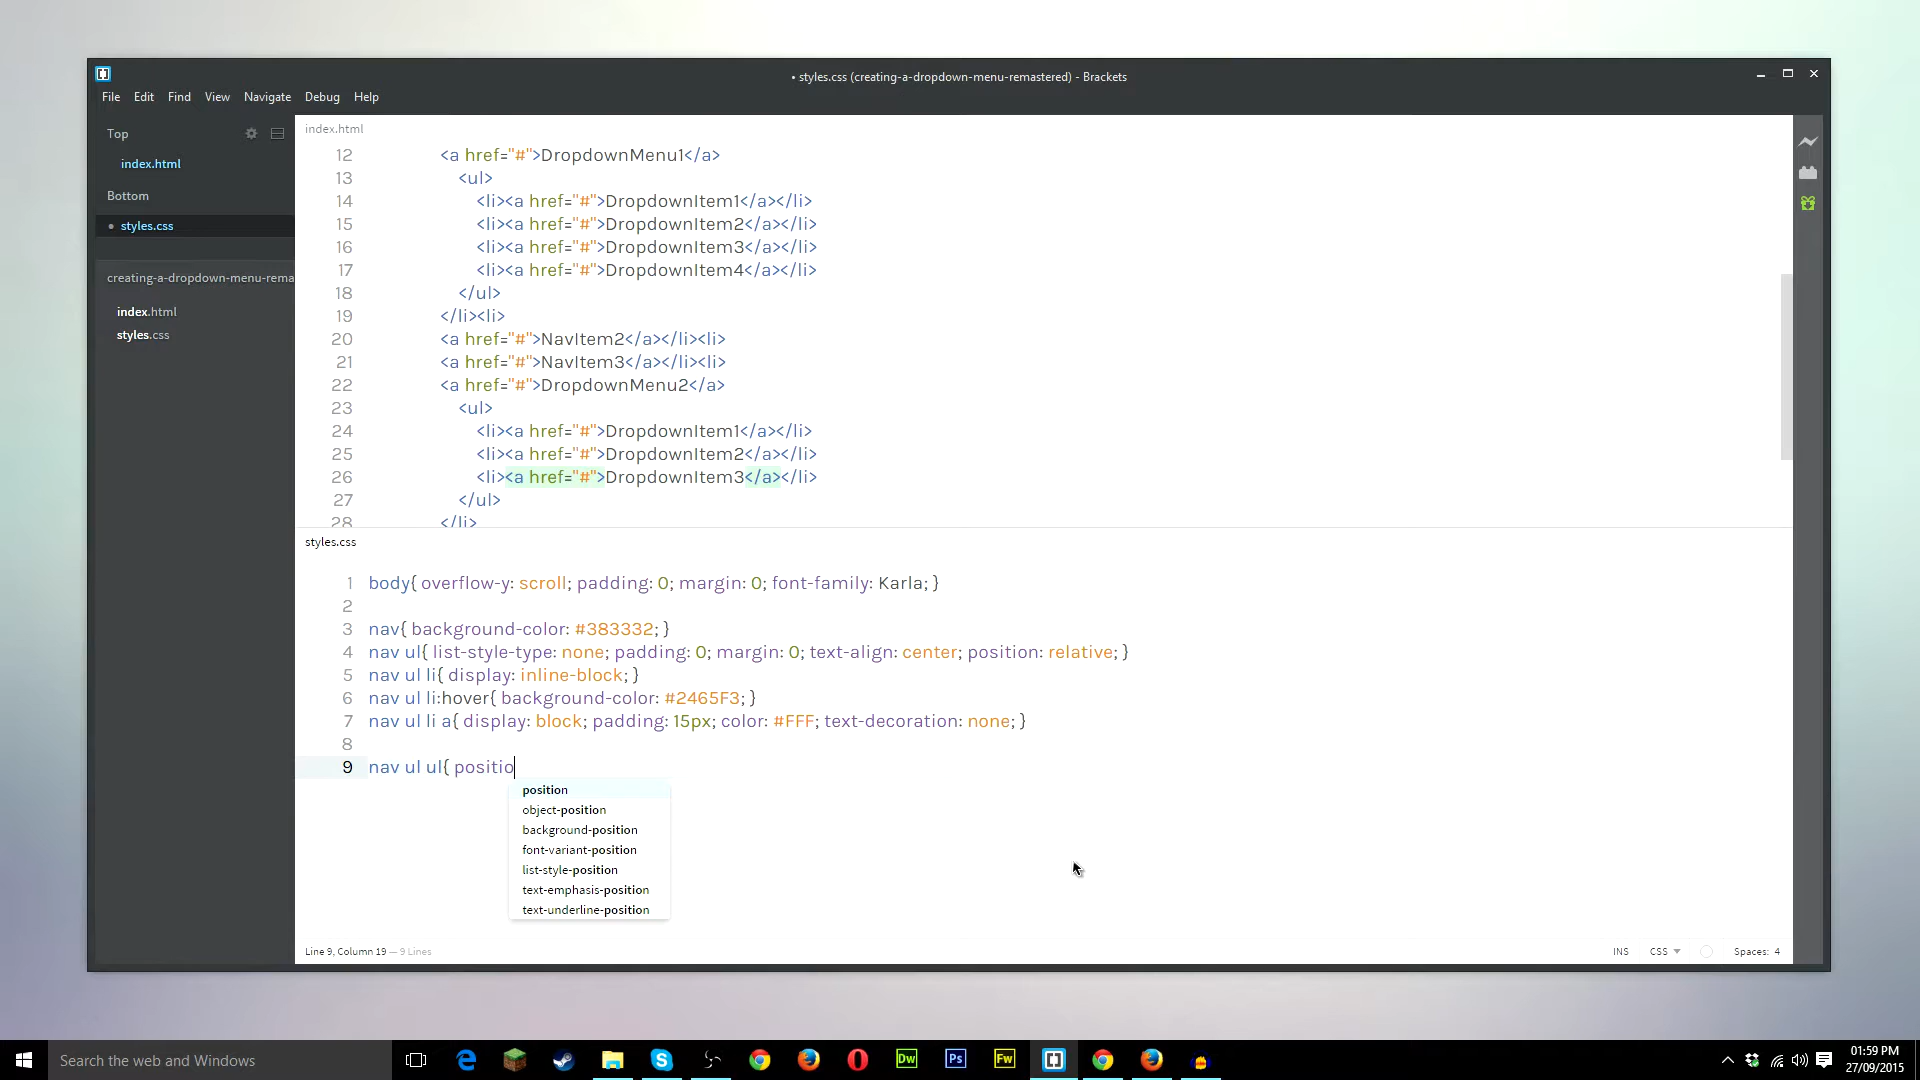 • styles.css (creating-a-dropdown-menu-remastered) - Brackets
File Edit Find View Navigate Debug Help
Top
index.html
Bottom
• styles.css
creating-a-dropdown-menu-rema
index.html
styles.css
index.html
12 <a href="#">DropdownMenu1</a>
13 <ul>
14 <li><a href="#">DropdownItem1</a></li>
15 <li><a href="#">DropdownItem2</a></li>
16 <li><a href="#">DropdownItem3</a></li>
17 <li><a href="#">DropdownItem4</a></li>
18 </ul>
19 </li><li>
20 <a href="#">NavItem2</a></li><li>
21 <a href="#">NavItem3</a></li><li>
22 <a href="#">DropdownMenu2</a>
23 <ul>
24 <li><a href="#">DropdownItem1</a></li>
25 <li><a href="#">DropdownItem2</a></li>
26 <li><a href="#">DropdownItem3</a></li>
27 </ul>
28 </li>
styles.css
1 body{ overflow-y: scroll; padding: 0; margin: 0; font-family: Karla; }
2
3 nav{ background-color: #383332; }
4 nav ul{ list-style-type: none; padding: 0; margin: 0; text-align: center; position: relative; }
5 nav ul li{ display: inline-block; }
6 nav ul li:hover{ background-color: #2465F3; }
7 nav ul li a{ display: block; padding: 15px; color: #FFF; text-decoration: none; }
8
9 nav ul ul{ positio
position
object-position
background-position
font-variant-position
list-style-position
text-emphasis-position
text-underline-position
Line 9, Column 19 — 9 Lines
INS CSS Spaces: 4
Search the web and Windows
Dw Ps Fw
01:59 PM
27/09/2015